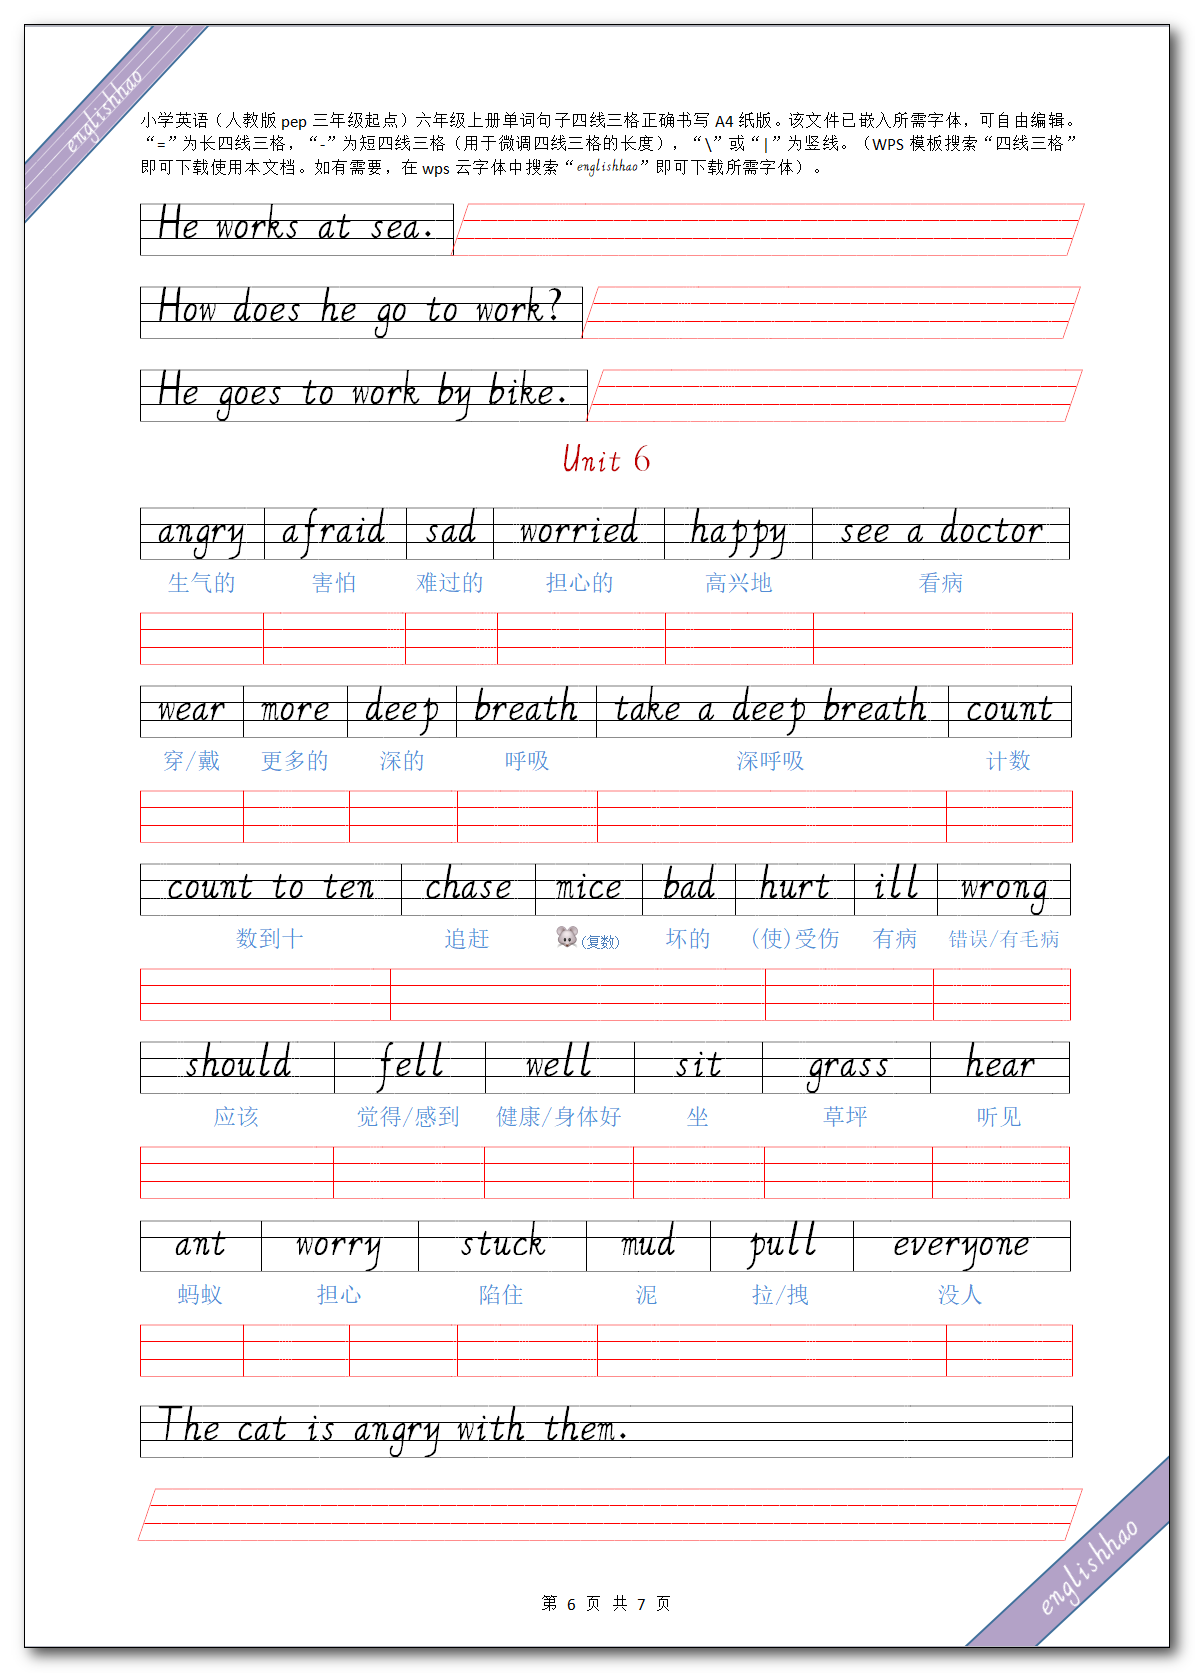 englishhao
小学英语（人教版 pep 三年级起点）六年级上册单词句子四线三格正确书写 A4 纸版。该文件已嵌入所需字体，可自由编辑。
“=”为长四线三格，“-”为短四线三格（用于微调四线三格的长度），“\”或“|”为竖线。（WPS 模板搜索“四线三格”
即可下载使用本文档。如有需要，在 wps 云字体中搜索“englishhao”即可下载所需字体）。
He works at sea.
How does he go to work?
He goes to work by bike.
Unit 6
angry afraid sad worried happy see a doctor
生气的 害怕 难过的 担心的 高兴地 看病
wear more deep breath take a deep breath count
穿/戴 更多的 深的 呼吸 深呼吸 计数
count to ten chase mice bad hurt ill wrong
数到十 追赶 (复数) 坏的 (使)受伤 有病 错误/有毛病
should fell well sit grass hear
应该 觉得/感到 健康/身体好 坐 草坪 听见
ant worry stuck mud pull everyone
蚂蚁 担心 陷住 泥 拉/拽 没人
The cat is angry with them.
englishhao
第 6 页 共 7 页